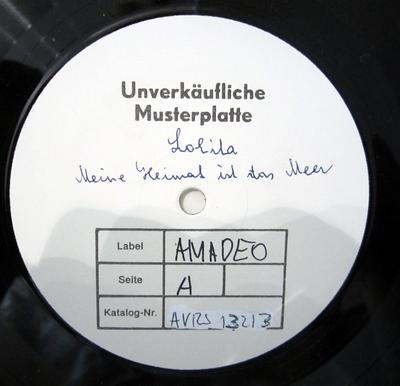 Unverkäufliche
Musterplatte
Lolita
Meine Heimat ist das Meer
Label AMADEO
Seite A
Katalog-Nr. AVRS 13213